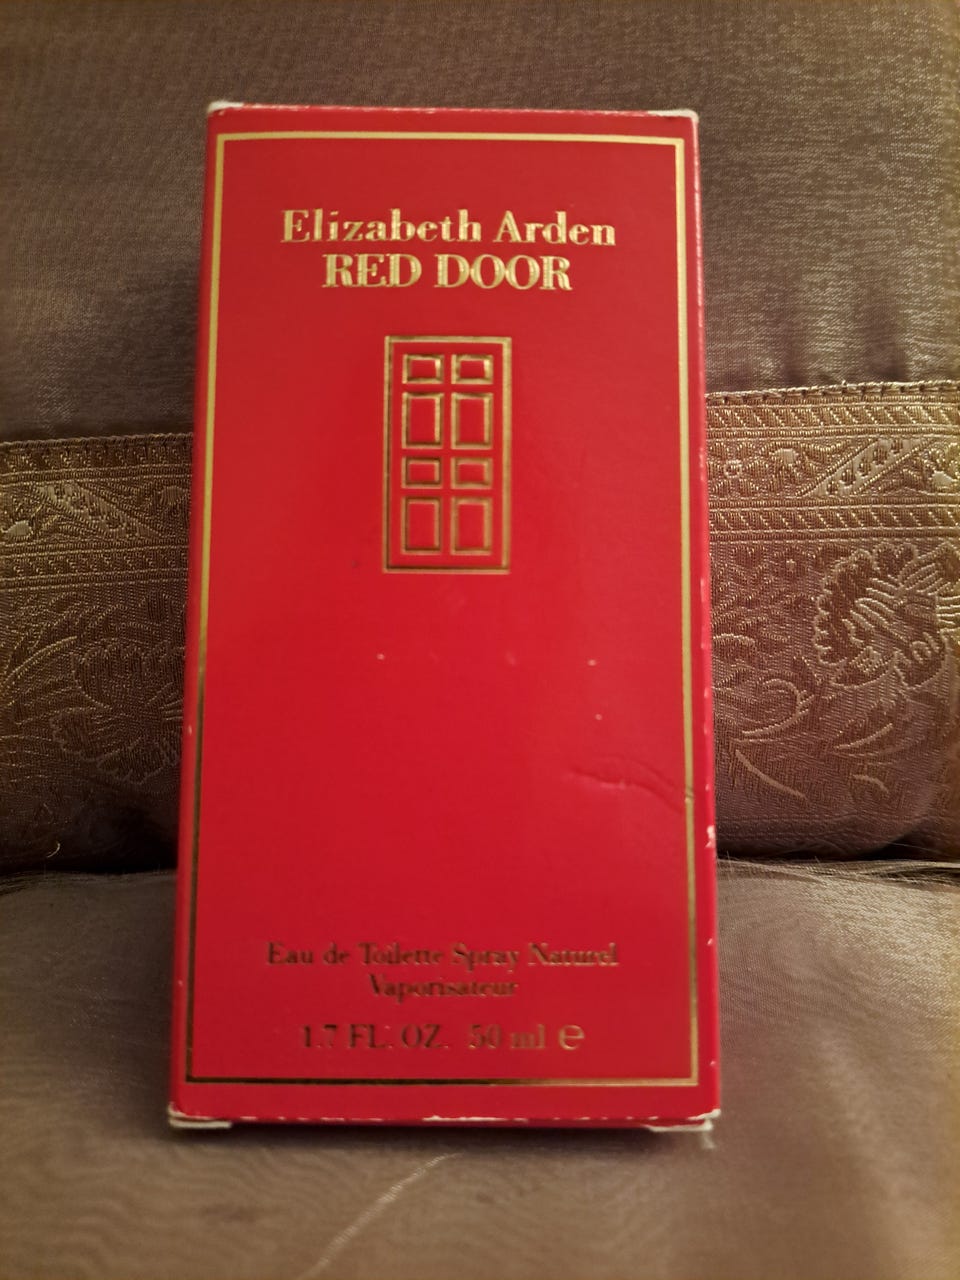 Elizabeth Arden
RED DOOR
Eau de Toilette Spray Naturel
Vaporisateur
1.7 FL. OZ. 50 ml ℮